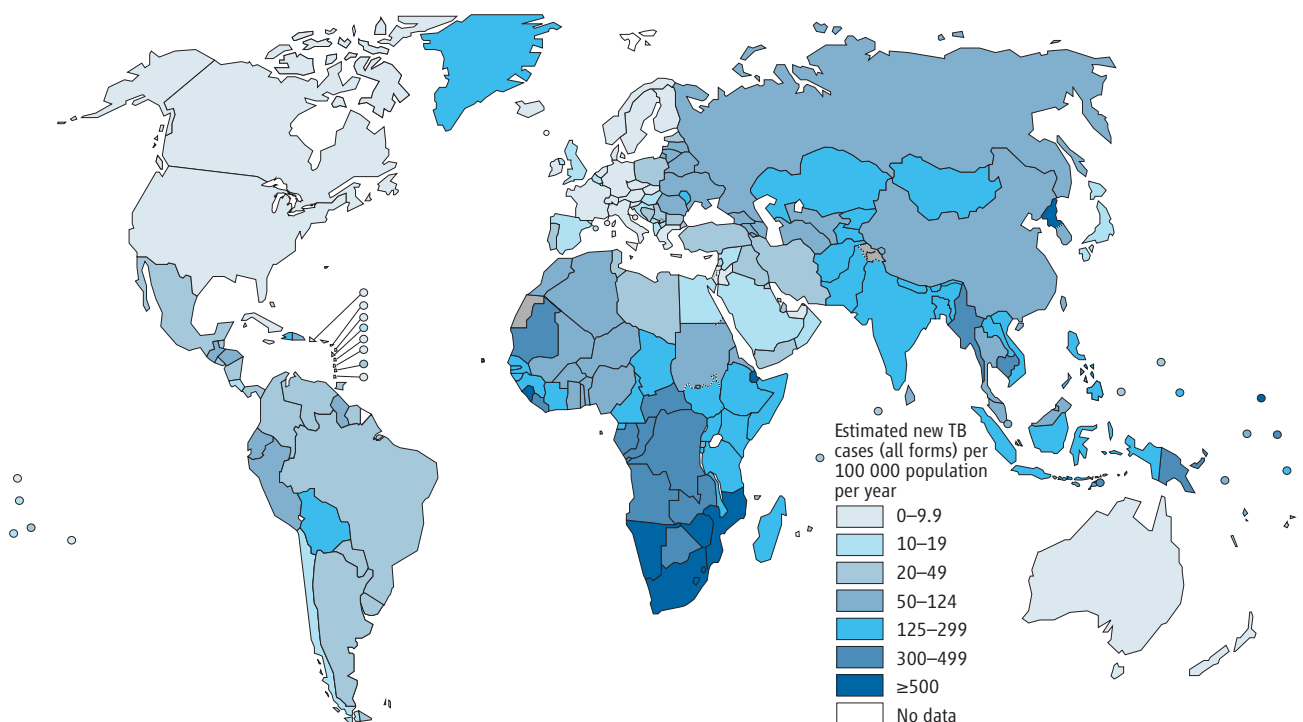 Estimated new TB
cases (all forms) per
100 000 population
per year
0–9.9
10–19
20–49
50–124
125–299
300–499
≥500
No data